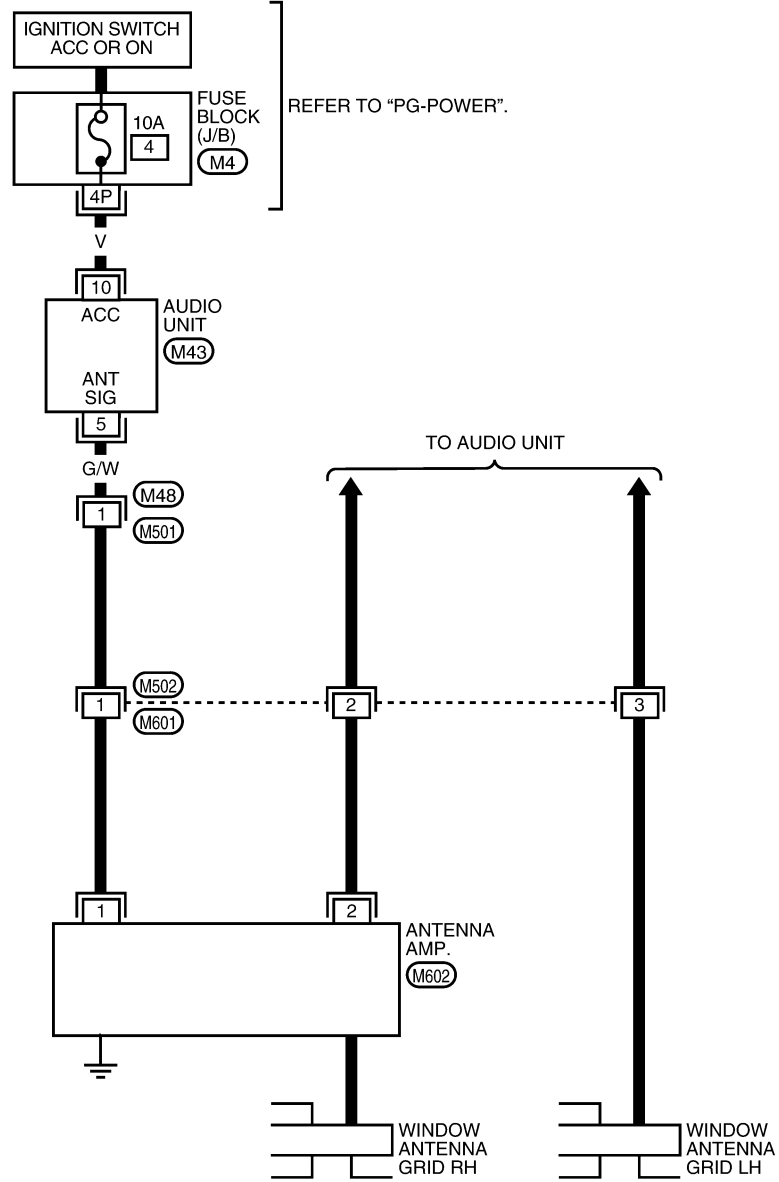 IGNITION SWITCH
ACC OR ON
FUSE
BLOCK
(J/B)
M4
10A
4
REFER TO “PG-POWER”.
4P
V
10
ACC
AUDIO
UNIT
M43
ANT
SIG
5
G/W
M48
1
M501
TO AUDIO UNIT
M502
1
2
3
M601
1
2
ANTENNA
AMP.
M602
WINDOW
ANTENNA
GRID RH
WINDOW
ANTENNA
GRID LH